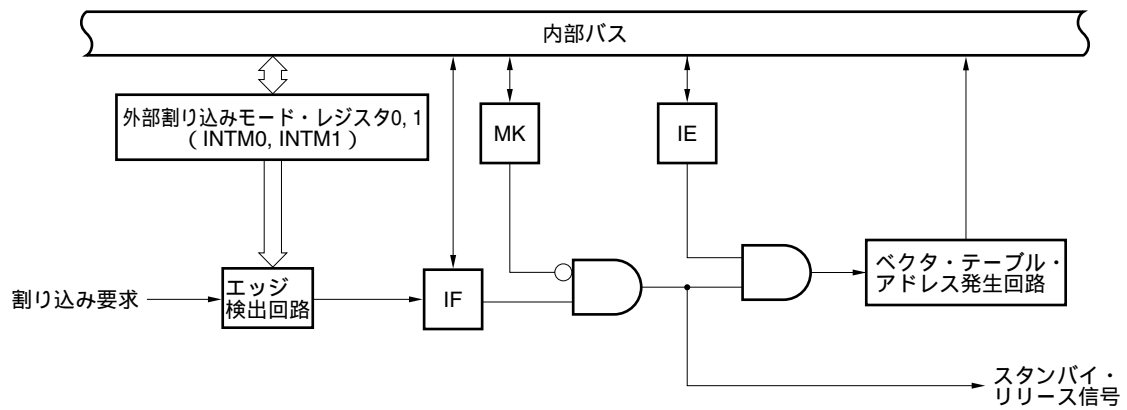 内部バス
外部割り込みモード・レジスタ0, 1
( INTM0, INTM1 )
MK
IE
割り込み要求
エッジ
検出回路
IF
ベクタ・テーブル・
アドレス発生回路
スタンバイ・
リリース信号